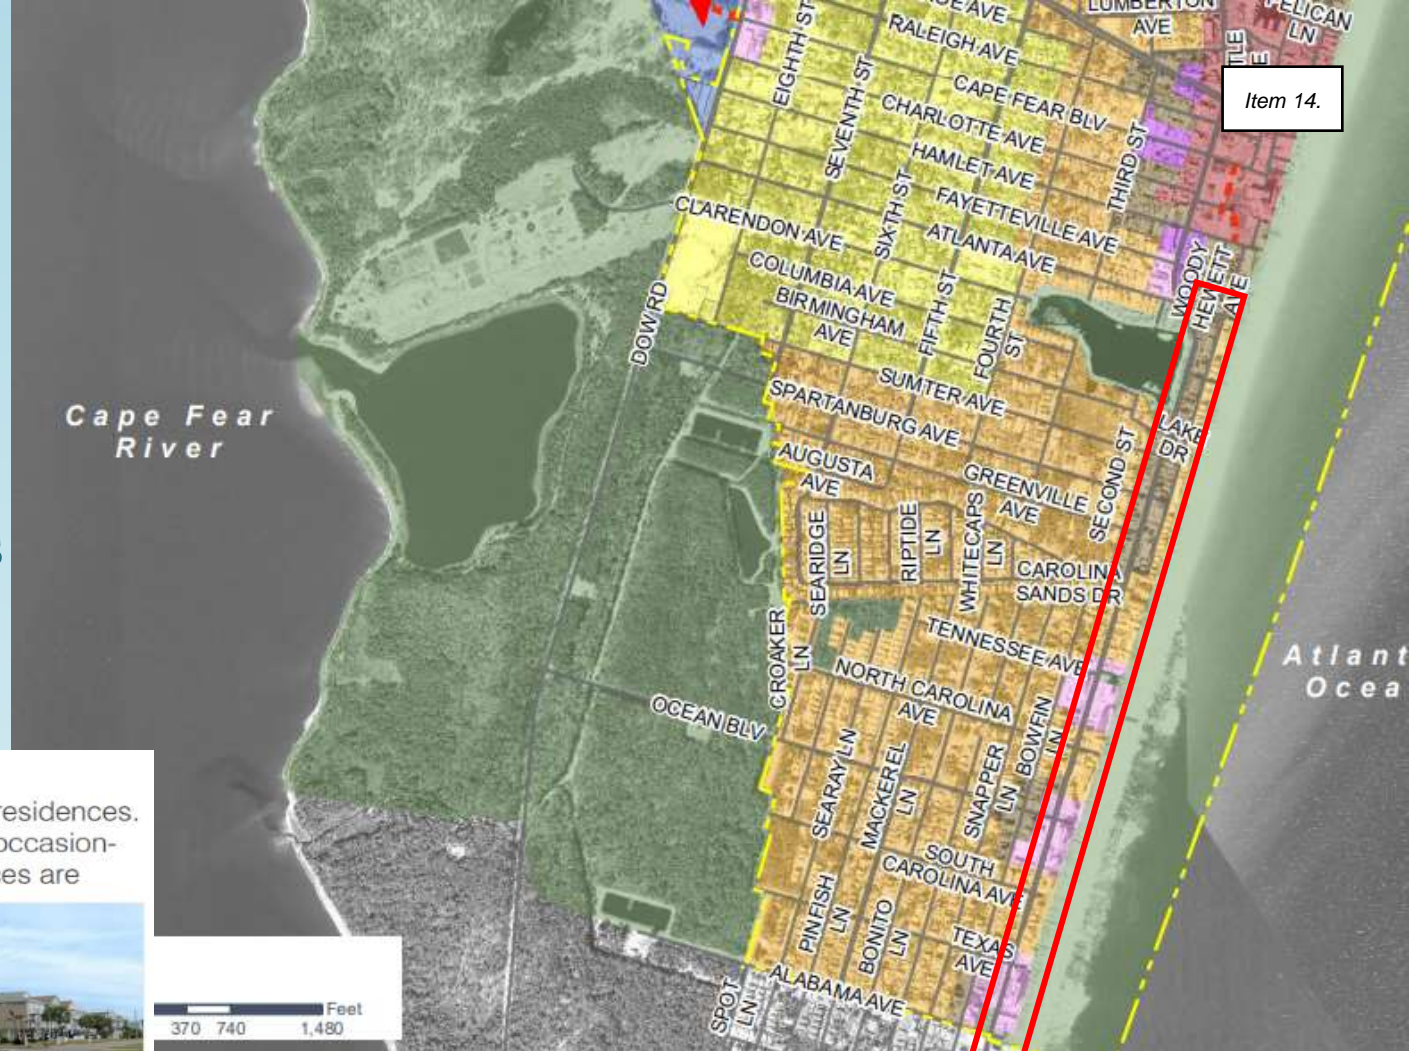 AVE
RALEIGH AVE
LUMBERTON
AVE
PELICAN
LN
Item 14.
EIGHTH ST
SEVENTH ST
CAPE FEAR BLV
CHARLOTTE AVE
HAMLET AVE
THIRD ST
SIXTH ST
FAYETTEVILLE AVE
CLARENDON AVE
ATLANTA AVE
COLUMBIA AVE
BIRMINGHAM
AVE
FIFTH ST
FOURTH
ST
WOODY
HEWETT
AVE
DOW RD
SUMTER AVE
SPARTANBURG AVE
Cape Fear
River
LAKE
DR
SECOND ST
AUGUSTA
AVE
GREENVILLE
AVE
SEARIDGE
LN
RIPTIDE
LN
WHITECAPS
LN
CAROLINA
SANDS DR
CROAKER
LN
TENNESSEE AVE
NORTH CAROLINA
AVE
Atlant
Ocea
OCEAN BLV
BOWFIN
LN
SEARAY LN
MACKEREL
LN
SNAPPER
LN
SOUTH
CAROLINA AVE
PINFISH
LN
BONITO
LN
TEXAS
AVE
ALABAMA AVE
SPOT
LN
residences.
occasion-
es are
Feet
370 740 1,480